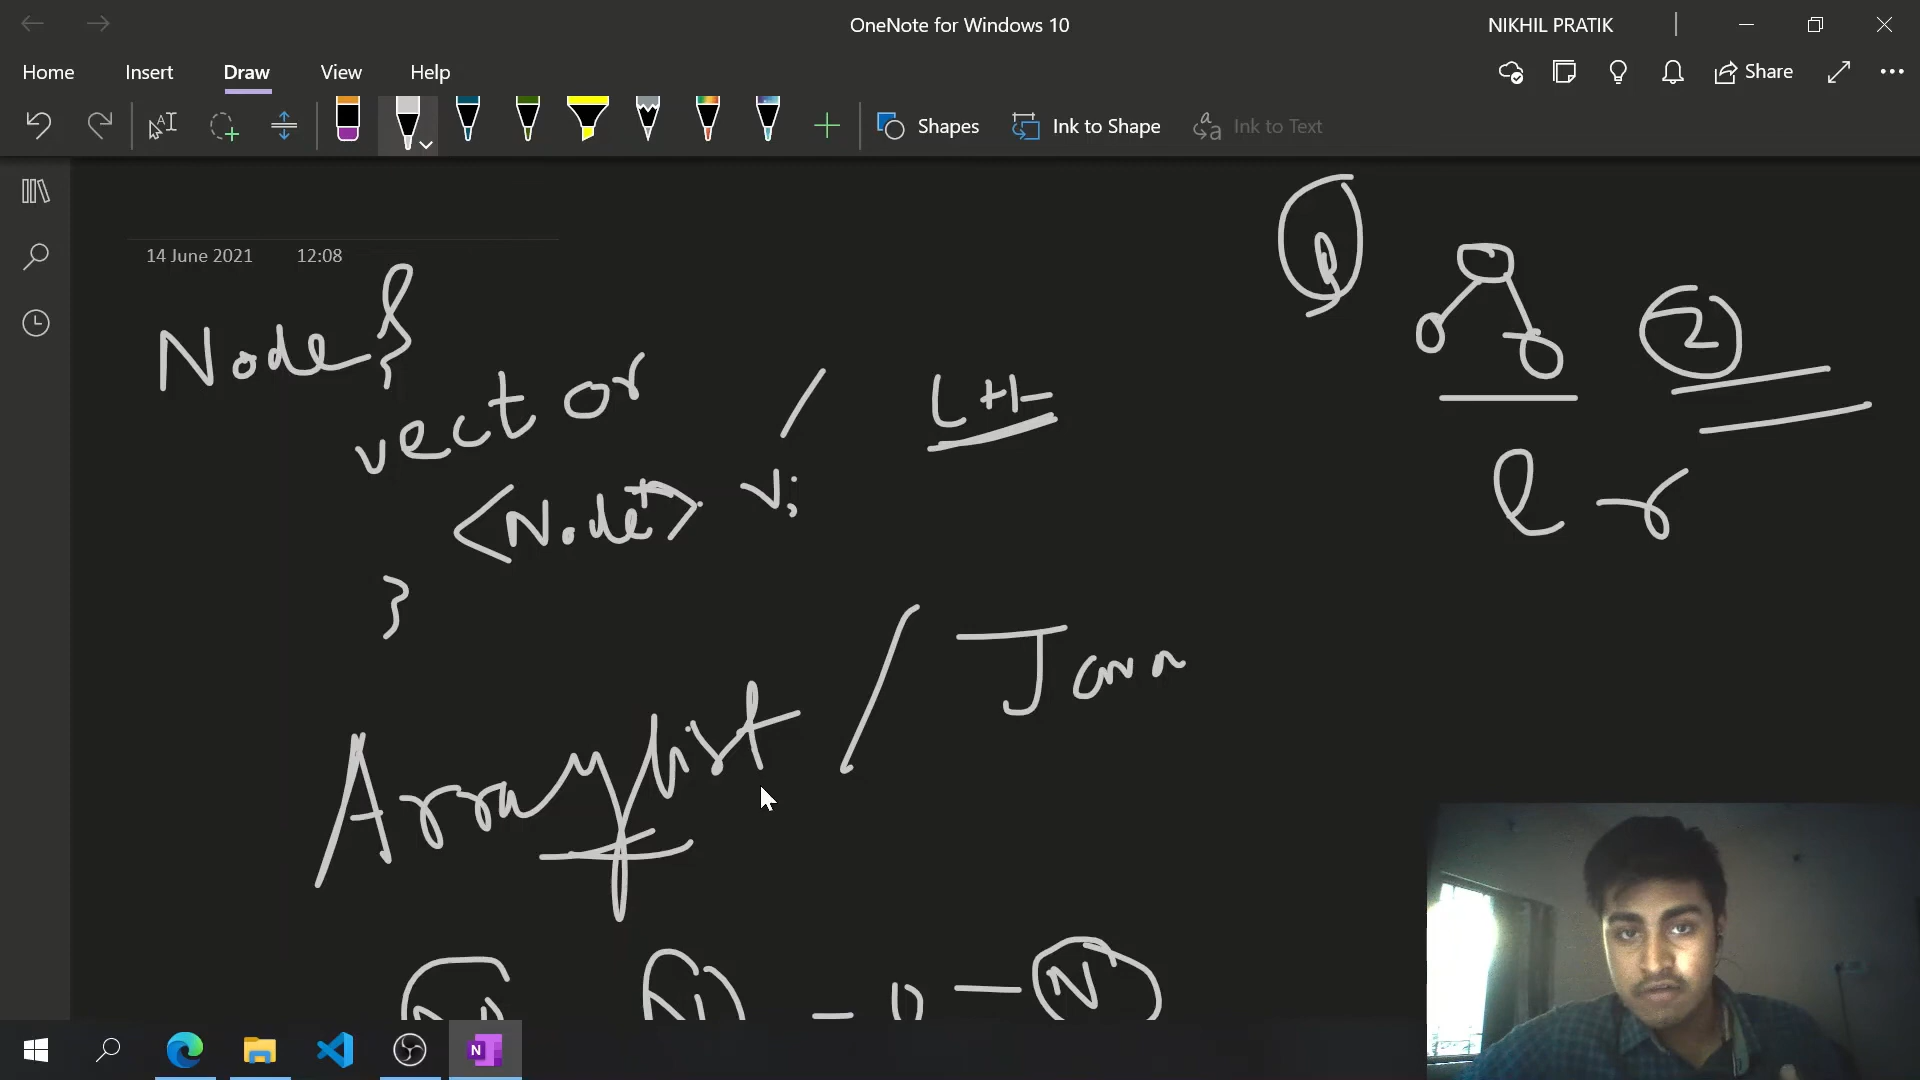 OneNote for Windows 10
NIKHIL PRATIK
Home Insert Draw View Help
Share
Shapes Ink to Shape Ink to Text
14 June 2021 12:08
Node {
vector
<Node*> v;
}
/
2
l r
Arraylist / Java
N